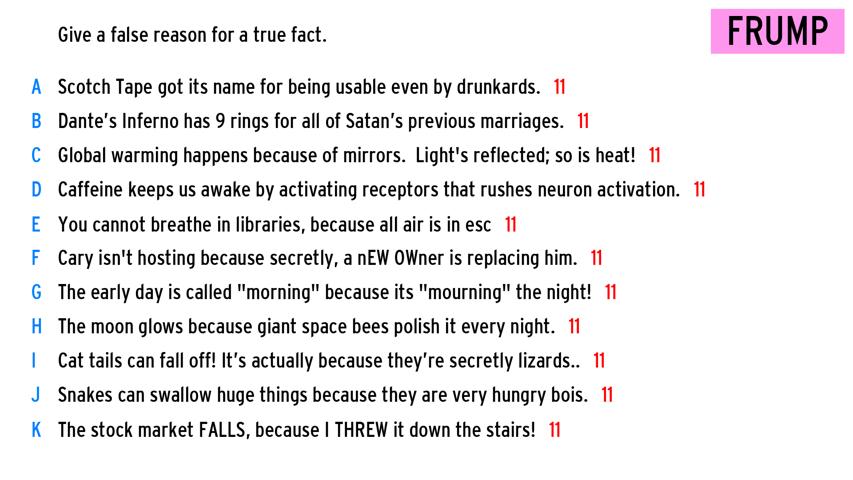 Give a false reason for a true fact.
FRUMP
A Scotch Tape got its name for being usable even by drunkards. 11
B Dante's Inferno has 9 rings for all of Satan's previous marriages. 11
C Global warming happens because of mirrors. Light's reflected; so is heat! 11
D Caffeine keeps us awake by activating receptors that rushes neuron activation. 11
E You cannot breathe in libraries, because all air is in esc 11
F Cary isn't hosting because secretly, a nEW OWner is replacing him. 11
G The early day is called "morning" because its "mourning" the night! 11
H The moon glows because giant space bees polish it every night. 11
I Cat tails can fall off! It’s actually because they’re secretly lizards.. 11
J Snakes can swallow huge things because they are very hungry bois. 11
K The stock market FALLS, because I THREW it down the stairs! 11